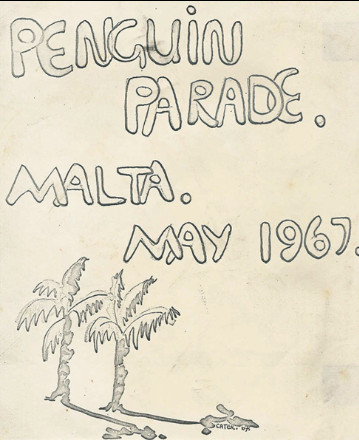 PENGUIN
PARADE.
MALTA.
MAY 1967.